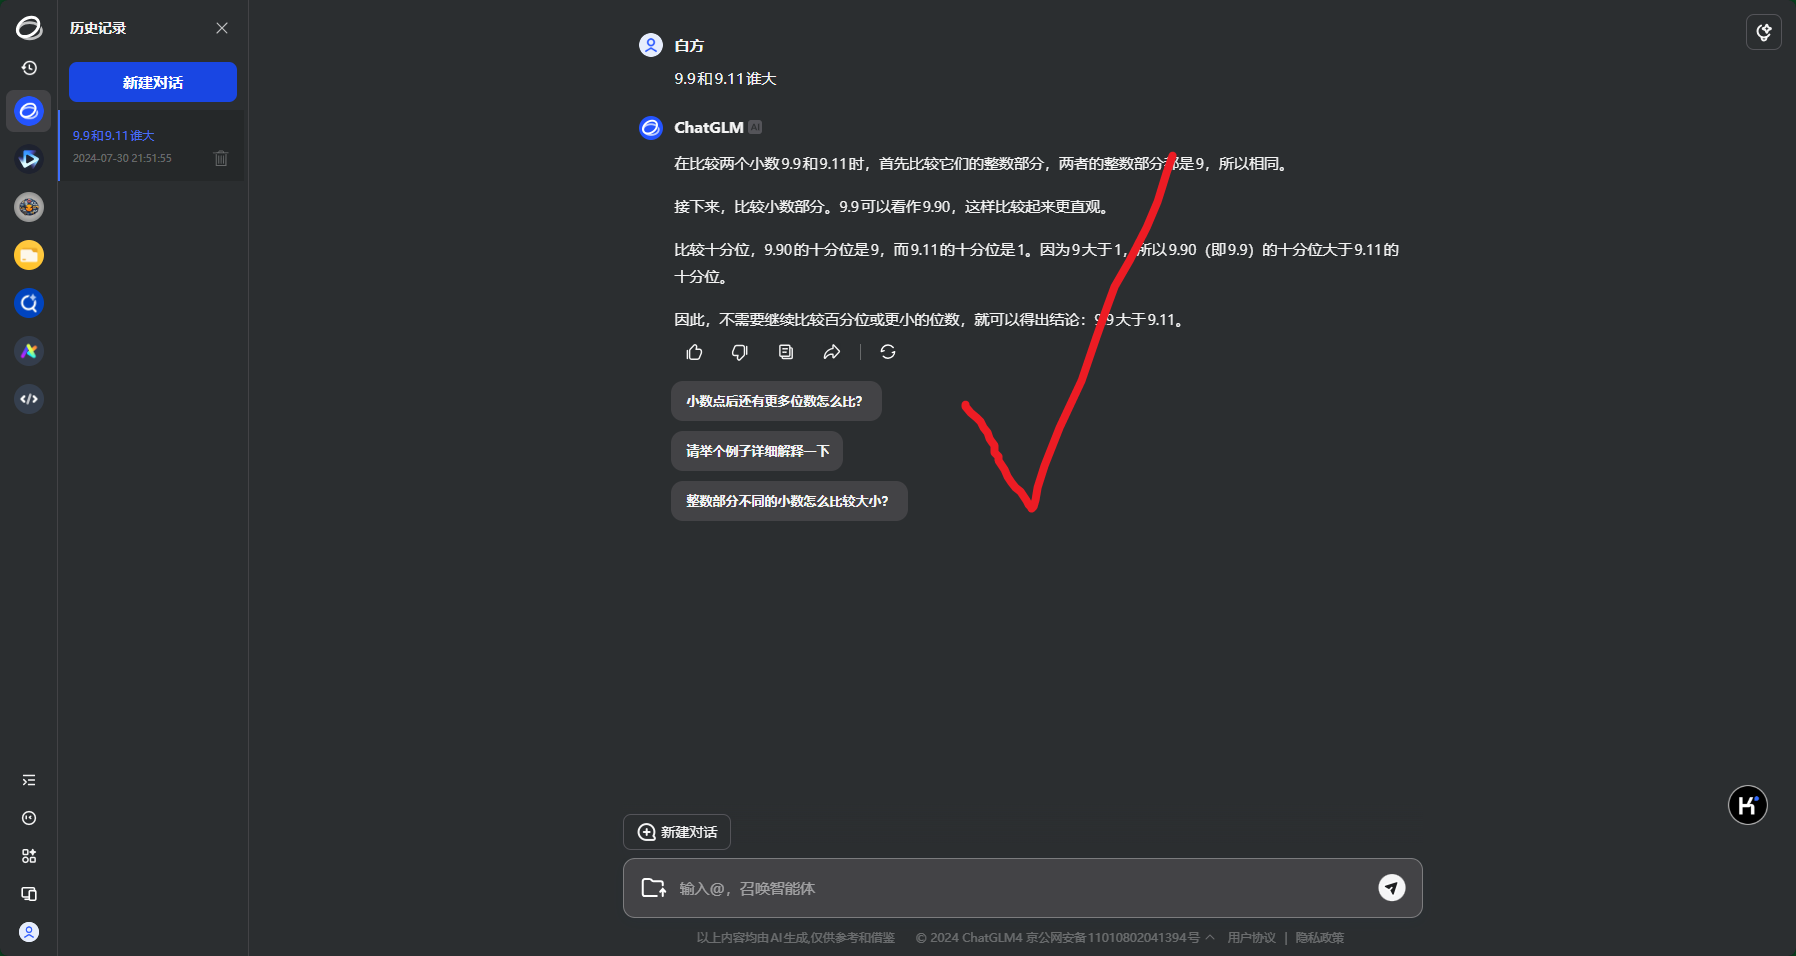 历史记录
新建对话
9.9和9.11谁大
2024-07-30 21:51:55
白方
9.9和9.11谁大
ChatGLM AI
在比较两个小数9.9和9.11时，首先比较它们的整数部分，两者的整数部分都是9，所以相同。
接下来，比较小数部分。9.9可以看作9.90，这样比较起来更直观。
比较十分位，9.90的十分位是9，而9.11的十分位是1。因为9大于1，所以9.90（即9.9）的十分位大于9.11的
十分位。
因此，不需要继续比较百分位或更小的位数，就可以得出结论：9.9大于9.11。
小数点后还有更多位数怎么比?
请举个例子详细解释一下
整数部分不同的小数怎么比较大小?
新建对话
输入@，召唤智能体
以上内容均由AI生成,仅供参考和借鉴 © 2024 ChatGLM4 京公网安备11010802041394号 用户协议 | 隐私政策